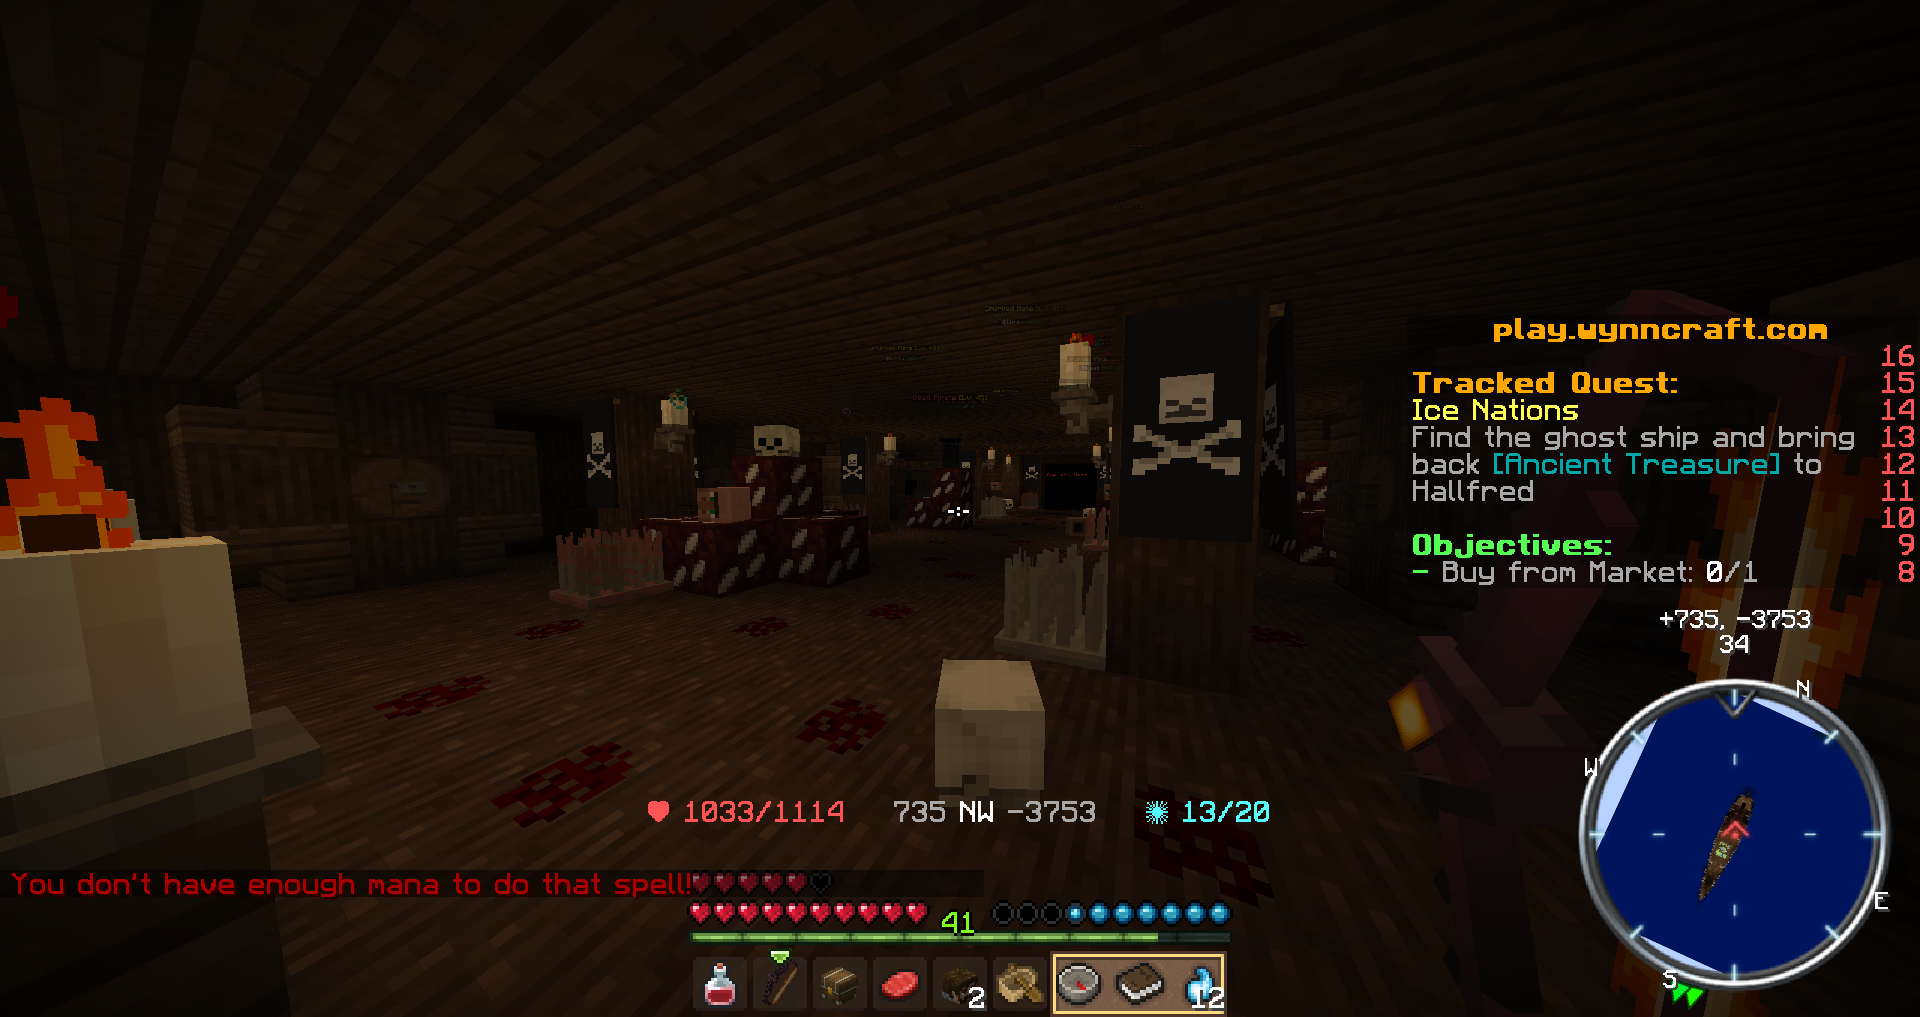 play.wynncraft.com
16
Tracked Quest:
15
Ice Nations
14
Find the ghost ship and bring
13
back [Ancient Treasure] to
12
Hallfred
11
10
Objectives:
9
- Buy from Market: 0/1
8
+735, -3753
34
N
W
E
S
1033/1114
735 NW -3753
13/20
You don't have enough mana to do that spell!
41
2
12